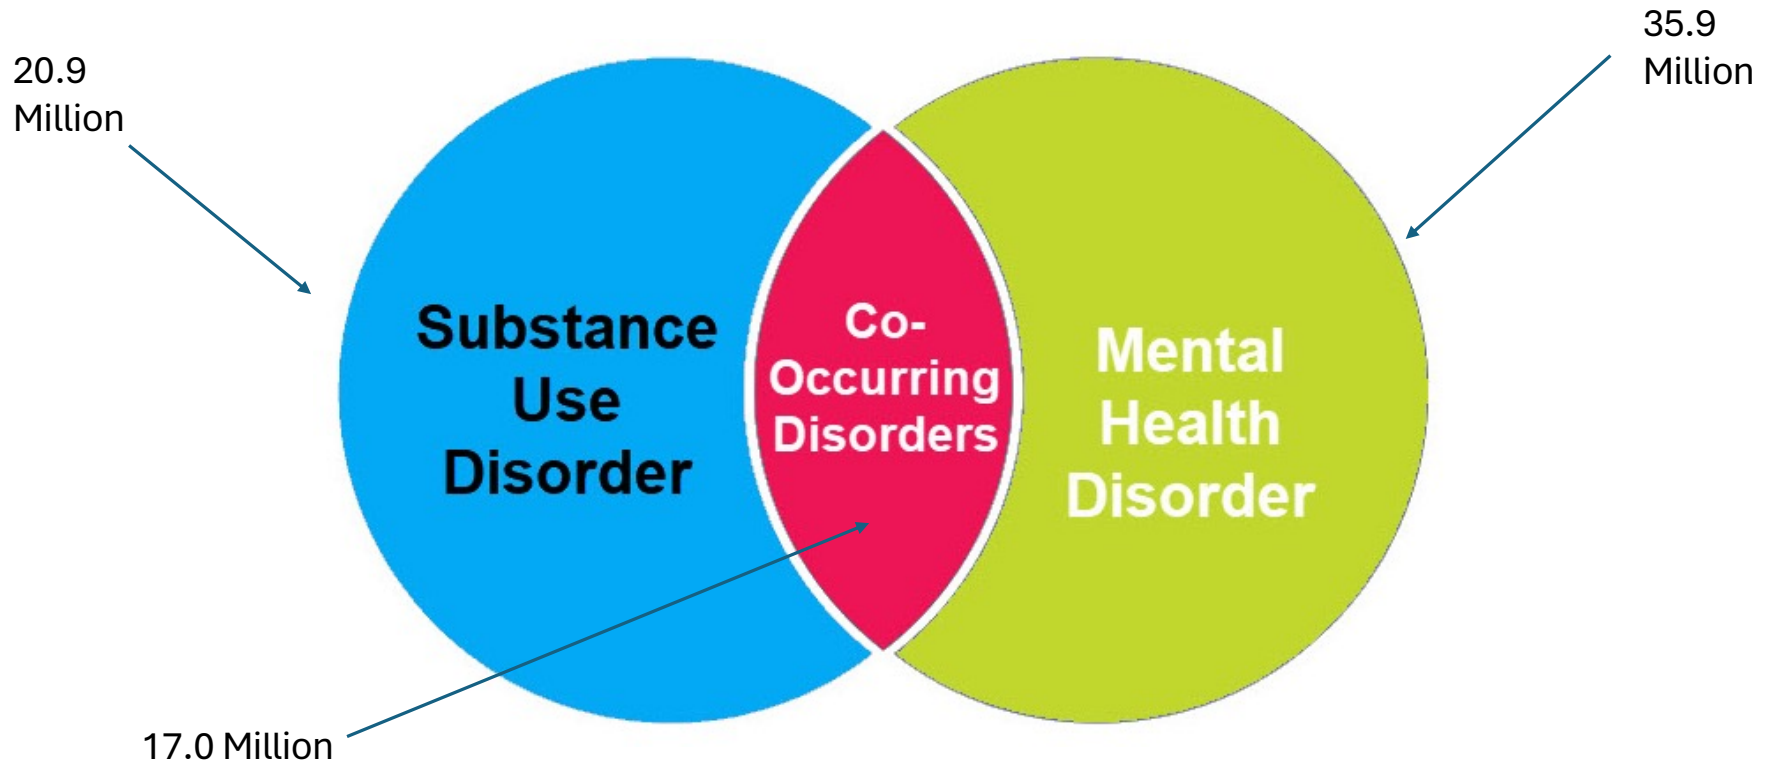 20.9
Million
35.9
Million
Substance
Use
Disorder
Co-
Occurring
Disorders
Mental
Health
Disorder
17.0 Million